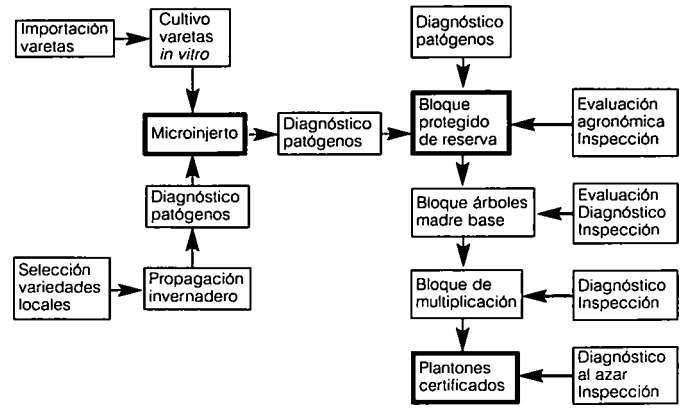 Importación
varetas
Cultivo
varetas
in vitro
Microinjerto
Diagnóstico
patógenos
Selección
variedades
locales
Propagación
invernadero
Diagnóstico
patógenos
Diagnóstico
patógenos
Bloque
protegido
de reserva
Evaluación
agronómica
Inspección
Bloque árboles
madre base
Evaluación
Diagnóstico
Inspección
Bloque de
multiplicación
Diagnóstico
Inspección
Plantones
certificados
Diagnóstico
al azar
Inspección